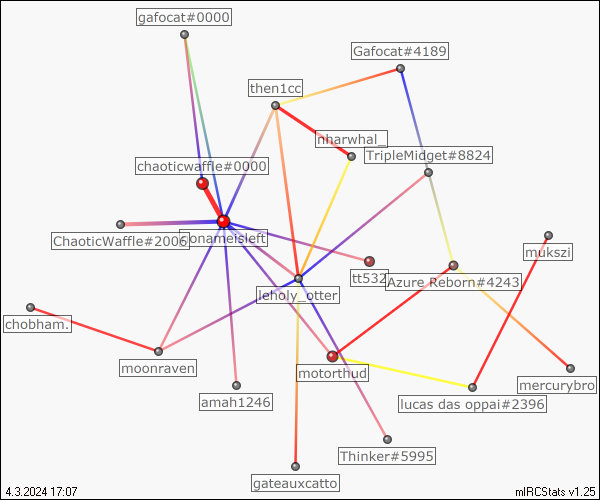 gafocat#0000
Gafocat#4189
then1cc
nharwhal_
TripleMidget#8824
chaoticwaffle#0000
ChaoticWaffle#2006
onameisleft
mukszi
tt532
Azure Reborn#4243
leholy_otter
chobham.
moonraven
motorthud
mercurybro
amah1246
lucas das oppai#2396
Thinker#5995
gateauxcatto
4.3.2024 17:07
mIRCStats v1.25